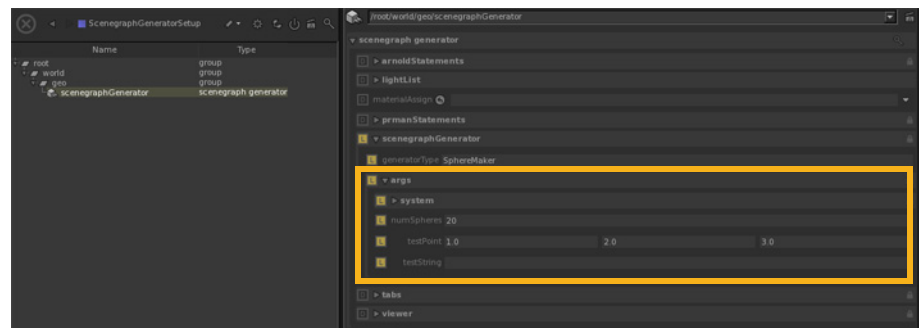 ScenegraphGeneratorSetup
Name Type
root group
world group
geo group
scenegraphGenerator scenegraph generator
/root/world/geo/scenegraphGenerator
scenegraph generator
arnoldStatements
lightList
materialAssign
prmanStatements
L scenegraphGenerator
L generatorType SphereMaker
L args
L system
L numSpheres 20
L testPoint 1.0 2.0 3.0
L testString
tabs
viewer